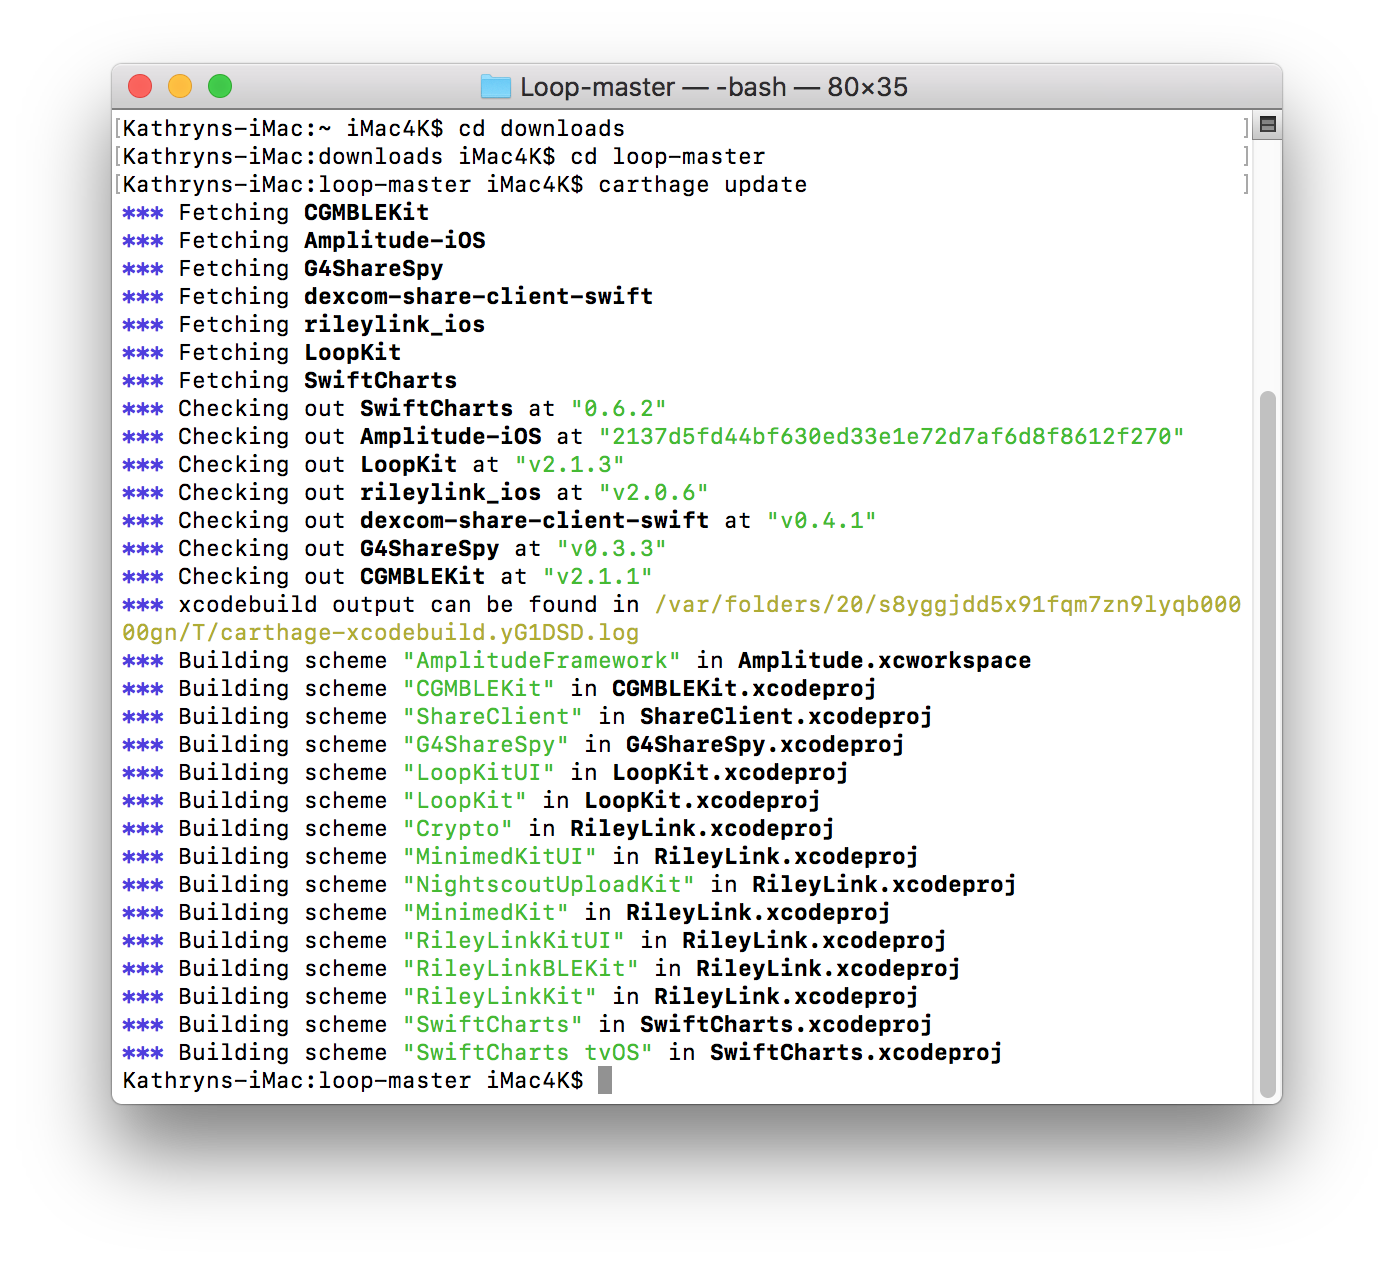 Loop-master — -bash — 80×35
[Kathryns-iMac:~ iMac4K$ cd downloads ]
[Kathryns-iMac:downloads iMac4K$ cd loop-master ]
[Kathryns-iMac:loop-master iMac4K$ carthage update ]
*** Fetching CGMBLEKit
*** Fetching Amplitude-iOS
*** Fetching G4ShareSpy
*** Fetching dexcom-share-client-swift
*** Fetching rileylink_ios
*** Fetching LoopKit
*** Fetching SwiftCharts
*** Checking out SwiftCharts at "0.6.2"
*** Checking out Amplitude-iOS at "2137d5fd44bf630ed33e1e72d7af6d8f8612f270"
*** Checking out LoopKit at "v2.1.3"
*** Checking out rileylink_ios at "v2.0.6"
*** Checking out dexcom-share-client-swift at "v0.4.1"
*** Checking out G4ShareSpy at "v0.3.3"
*** Checking out CGMBLEKit at "v2.1.1"
*** xcodebuild output can be found in /var/folders/20/s8yggjdd5x91fqm7zn9lyqb000
00gn/T/carthage-xcodebuild.yG1DSD.log
*** Building scheme "AmplitudeFramework" in Amplitude.xcworkspace
*** Building scheme "CGMBLEKit" in CGMBLEKit.xcodeproj
*** Building scheme "ShareClient" in ShareClient.xcodeproj
*** Building scheme "G4ShareSpy" in G4ShareSpy.xcodeproj
*** Building scheme "LoopKitUI" in LoopKit.xcodeproj
*** Building scheme "LoopKit" in LoopKit.xcodeproj
*** Building scheme "Crypto" in RileyLink.xcodeproj
*** Building scheme "MinimedKitUI" in RileyLink.xcodeproj
*** Building scheme "NightscoutUploadKit" in RileyLink.xcodeproj
*** Building scheme "MinimedKit" in RileyLink.xcodeproj
*** Building scheme "RileyLinkKitUI" in RileyLink.xcodeproj
*** Building scheme "RileyLinkBLEKit" in RileyLink.xcodeproj
*** Building scheme "RileyLinkKit" in RileyLink.xcodeproj
*** Building scheme "SwiftCharts" in SwiftCharts.xcodeproj
*** Building scheme "SwiftCharts tvOS" in SwiftCharts.xcodeproj
Kathryns-iMac:loop-master iMac4K$